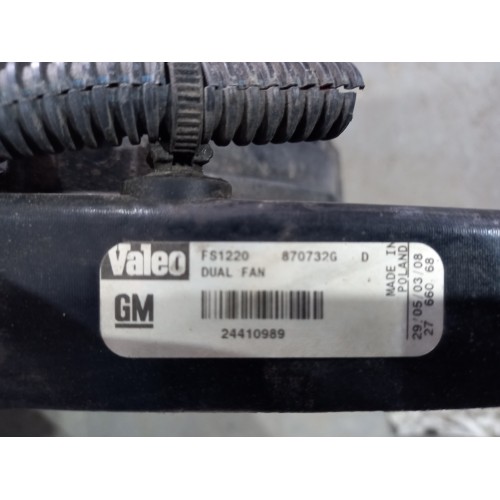 Valeo FS1220 870732G D
DUAL FAN
GM
24410989
MADE IN
POLAND
29/05/03/08
27 660 68